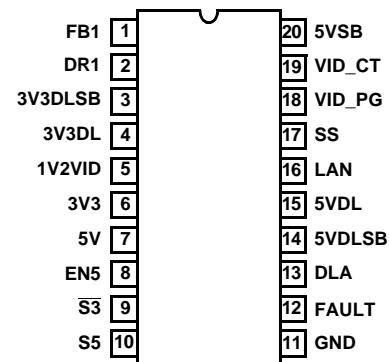 FB1 1 20 5VSB
DR1 2 19 VID_CT
3V3DLSB 3 18 VID_PG
3V3DL 4 17 SS
1V2VID 5 16 LAN
3V3 6 15 5VDL
5V 7 14 5VDLSB
EN5 8 13 DLA
S̅3̅ 9 12 FAULT
S5 10 11 GND